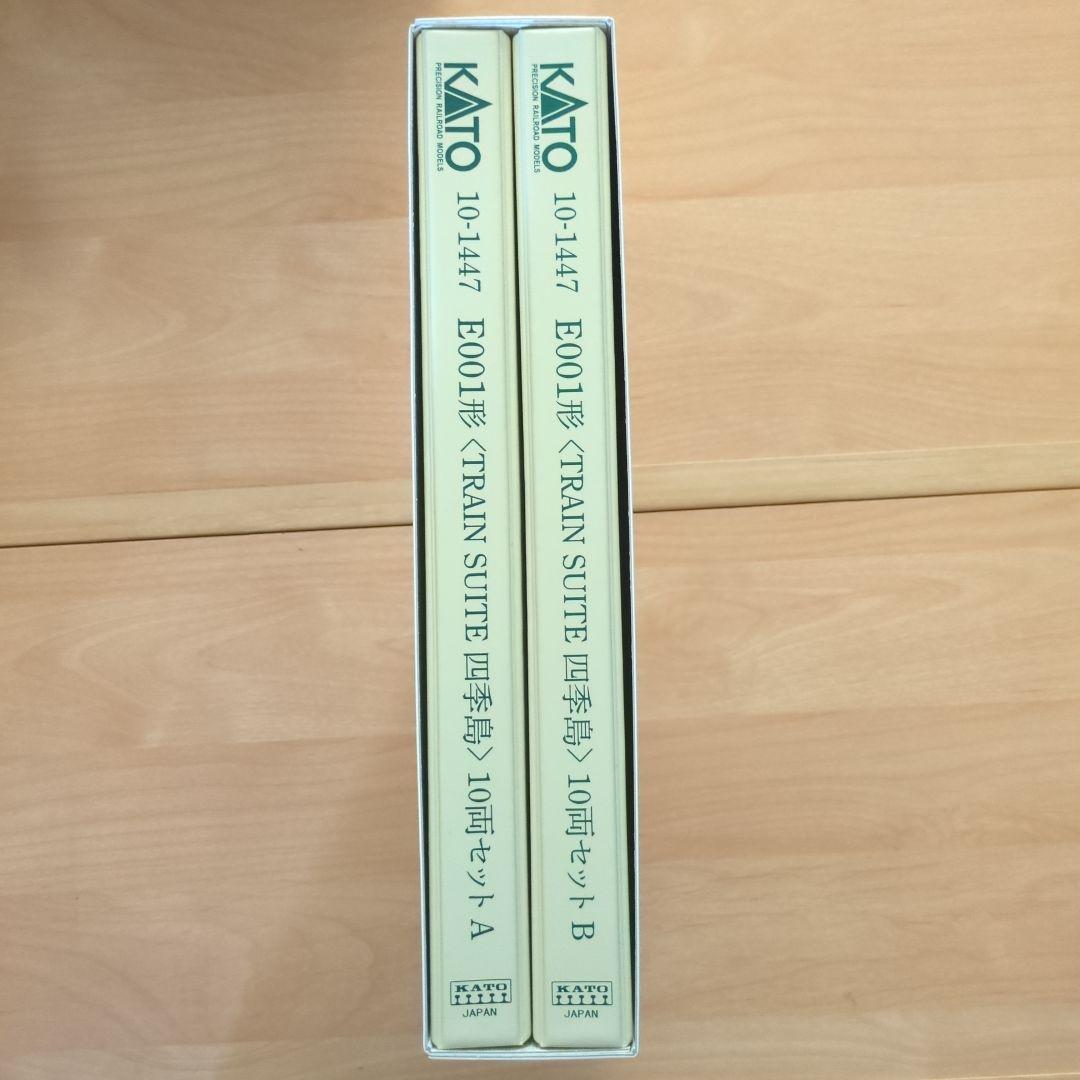 KATO
PRECISION RAILROAD MODELS
10-1447 E001形〈TRAIN SUITE 四季島〉10両セット A
KATO
JAPAN
KATO
PRECISION RAILROAD MODELS
10-1447 E001形〈TRAIN SUITE 四季島〉10両セット B
KATO
JAPAN